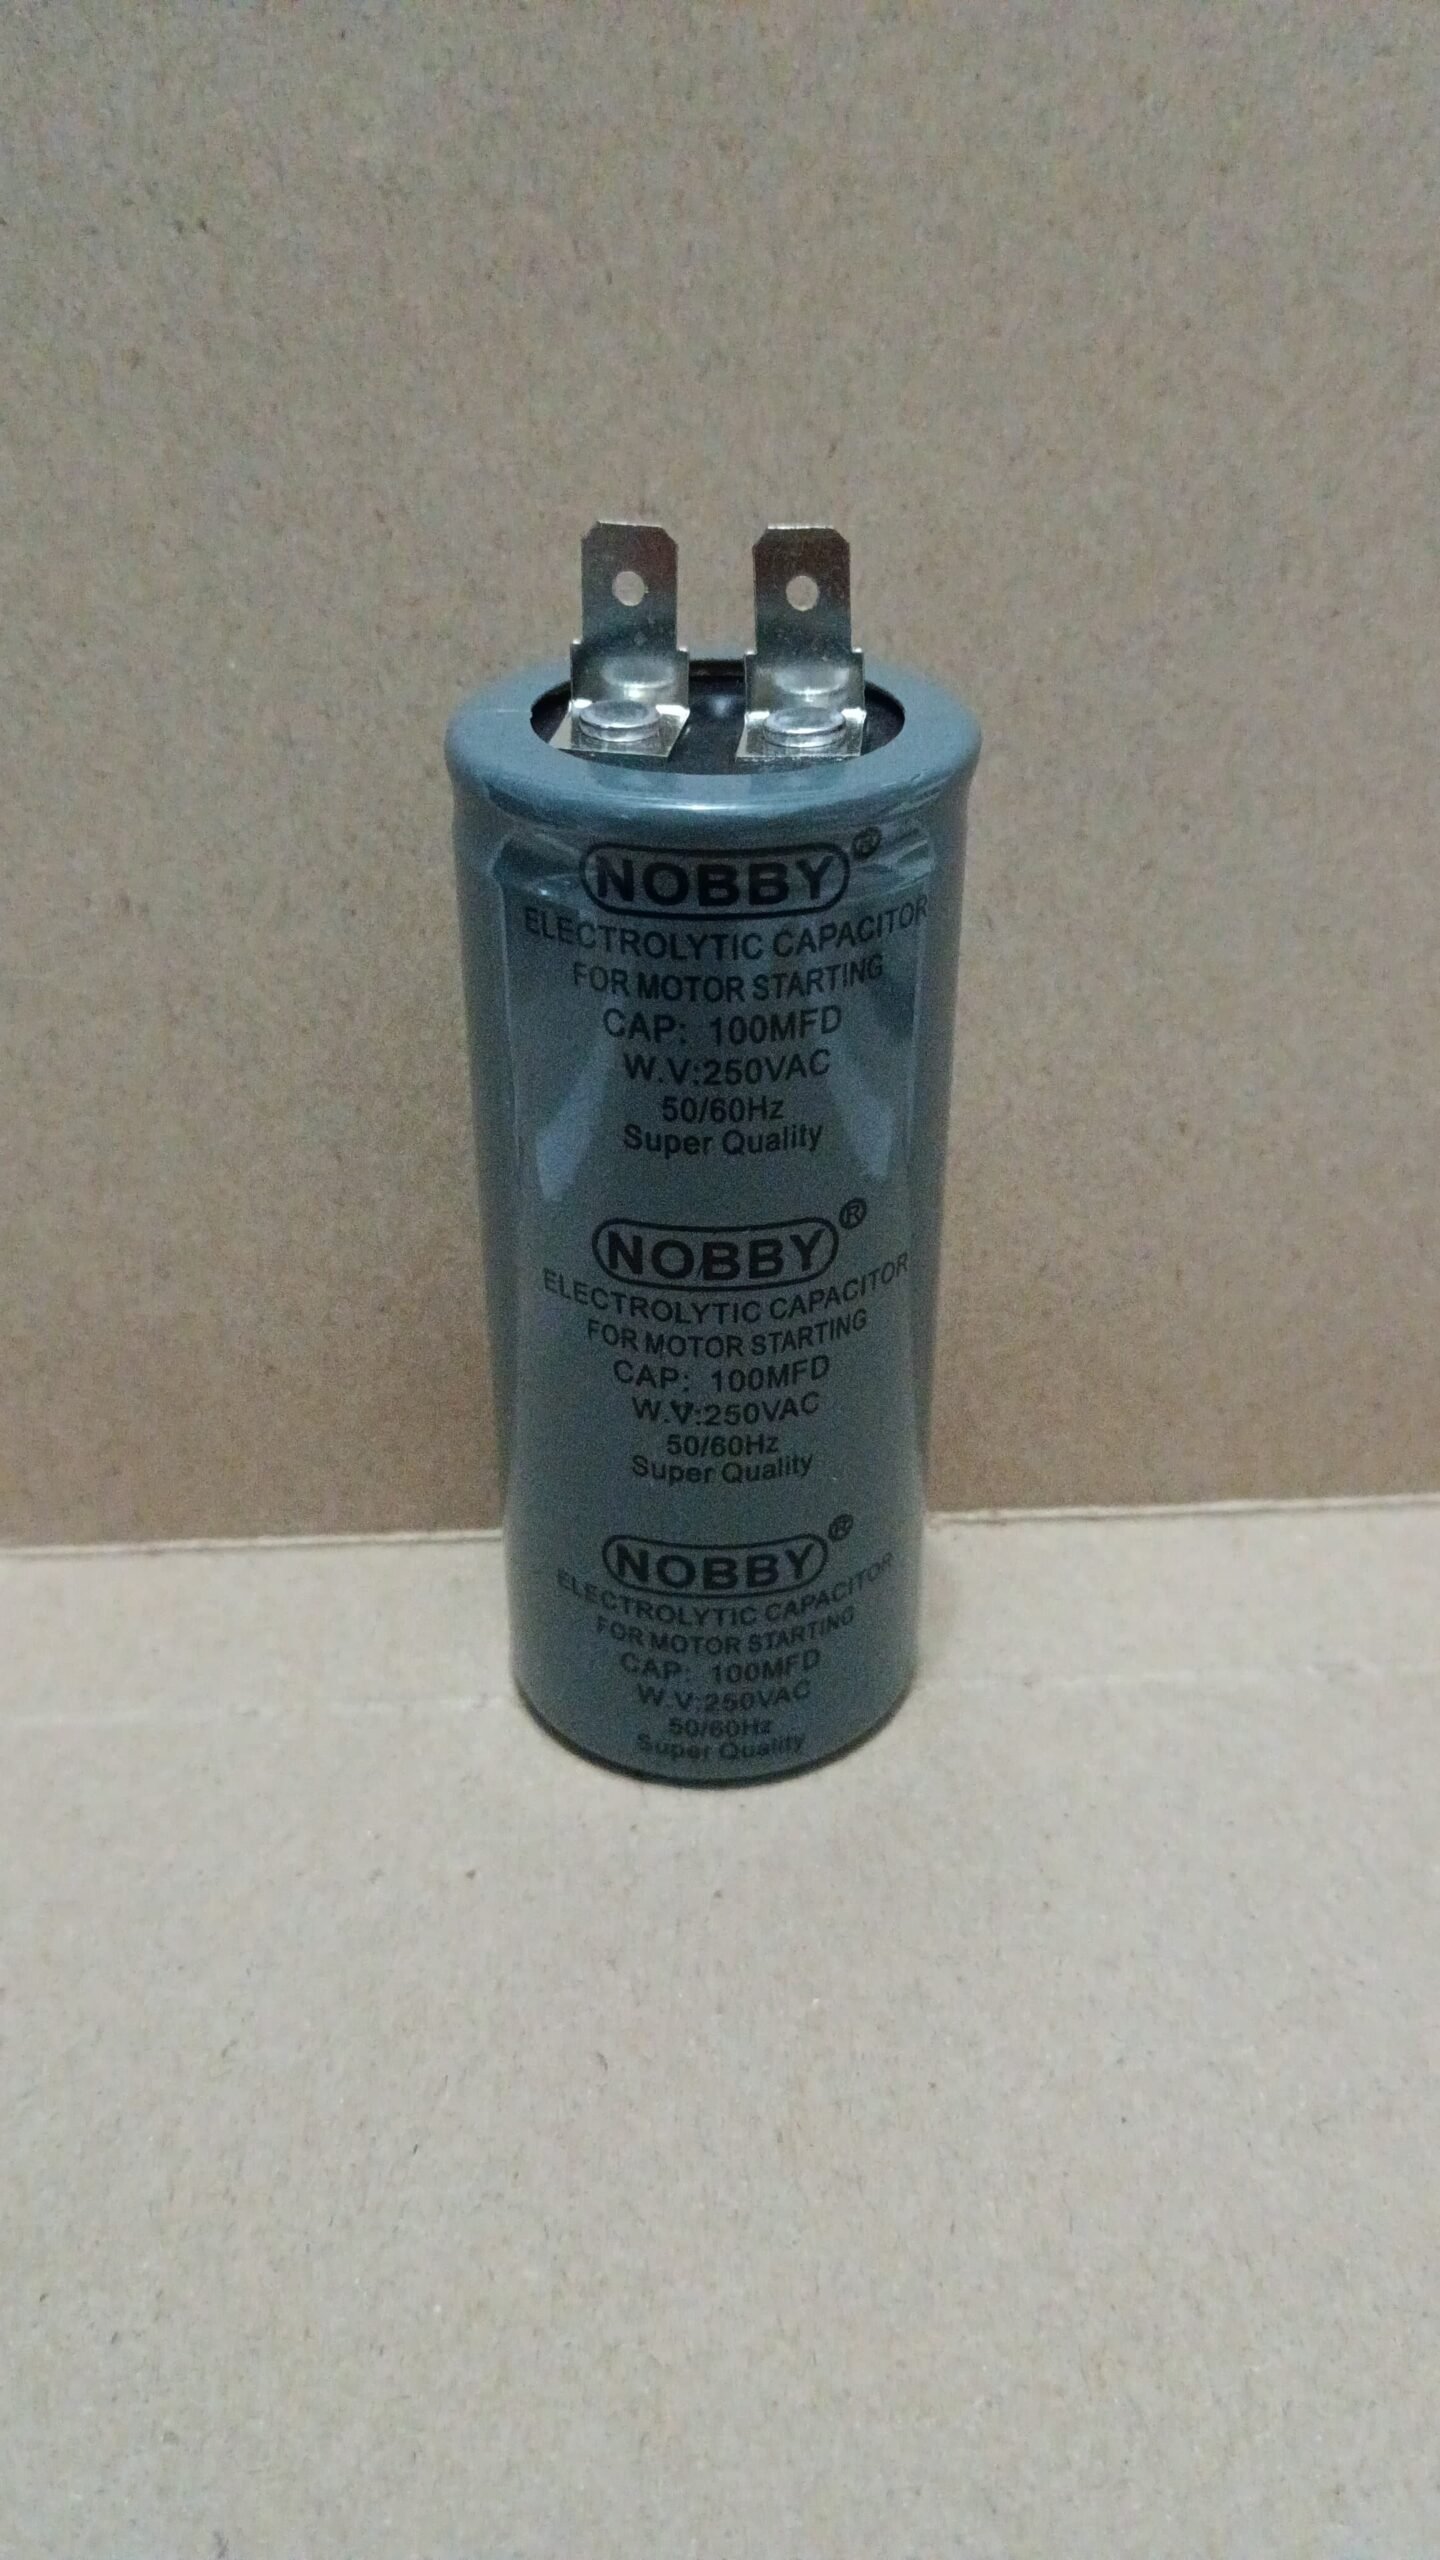 NOBBY®
ELECTROLYTIC CAPACITOR
FOR MOTOR STARTING
CAP: 100MFD
W.V:250VAC
50/60Hz
Super Quality
NOBBY®
ELECTROLYTIC CAPACITOR
FOR MOTOR STARTING
CAP: 100MFD
W.V:250VAC
50/60Hz
Super Quality
NOBBY®
ELECTROLYTIC CAPACITOR
FOR MOTOR STARTING
CAP: 100MFD
W.V:250VAC
50/60Hz
Super Quality